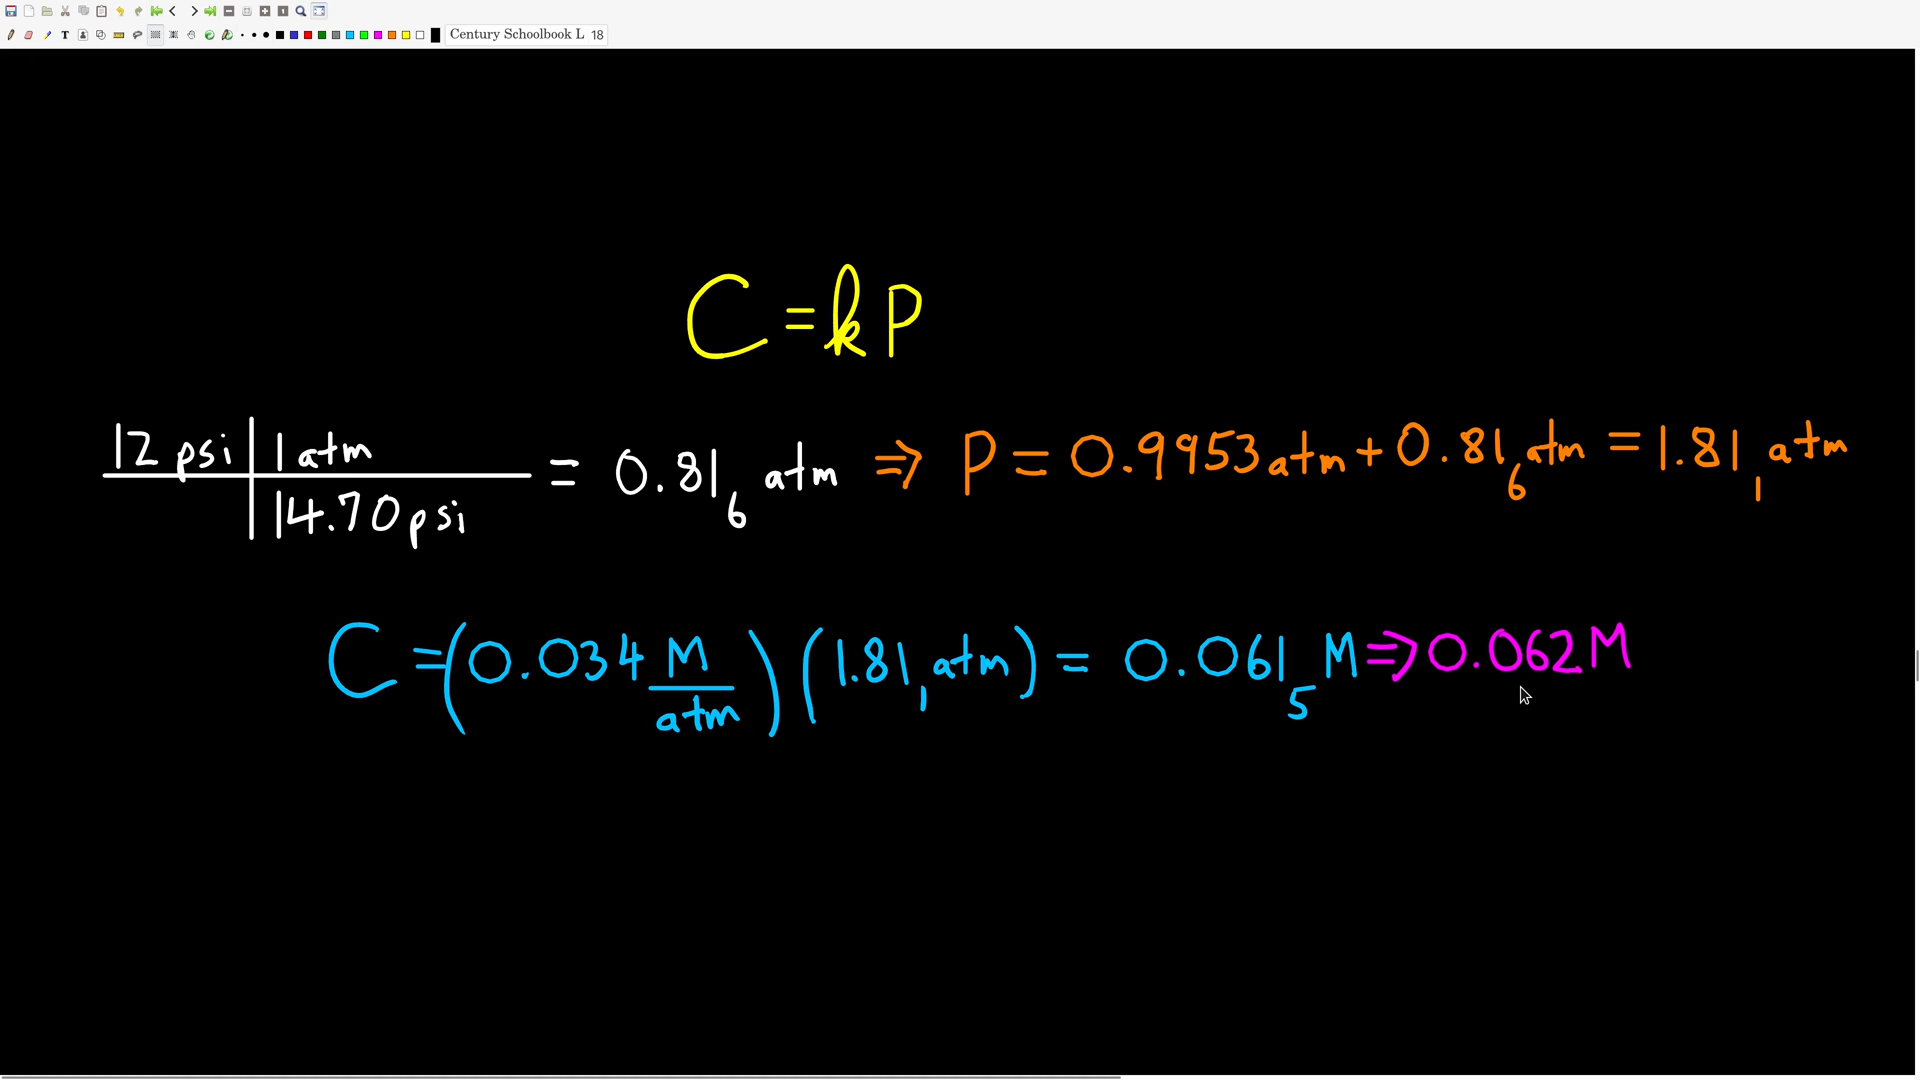 Century Schoolbook L 18
C = kP
12 psi | 1 atm = 0.81₆ atm ⇒ P = 0.9953 atm + 0.81₆ atm = 1.81₁ atm
14.70 psi
C = (0.034 M/atm) (1.81₁ atm) = 0.061₅ M ⇒ 0.062 M